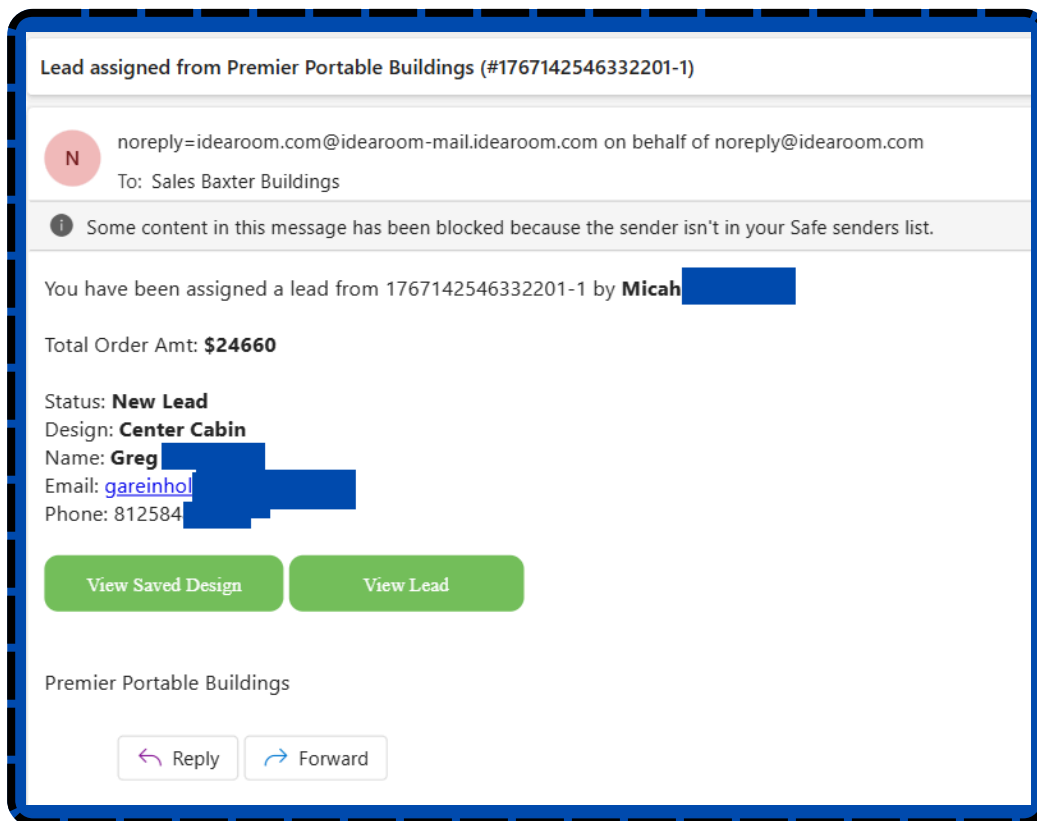 Lead assigned from Premier Portable Buildings (#1767142546332201-1)
N
noreply=idearoom.com@idearoom-mail.idearoom.com on behalf of noreply@idearoom.com
To: Sales Baxter Buildings
Some content in this message has been blocked because the sender isn't in your Safe senders list.
You have been assigned a lead from 1767142546332201-1 by Micah
Total Order Amt: $24660
Status: New Lead
Design: Center Cabin
Name: Greg
Email: gareinhol
Phone: 812584
View Saved Design
View Lead
Premier Portable Buildings
Reply
Forward